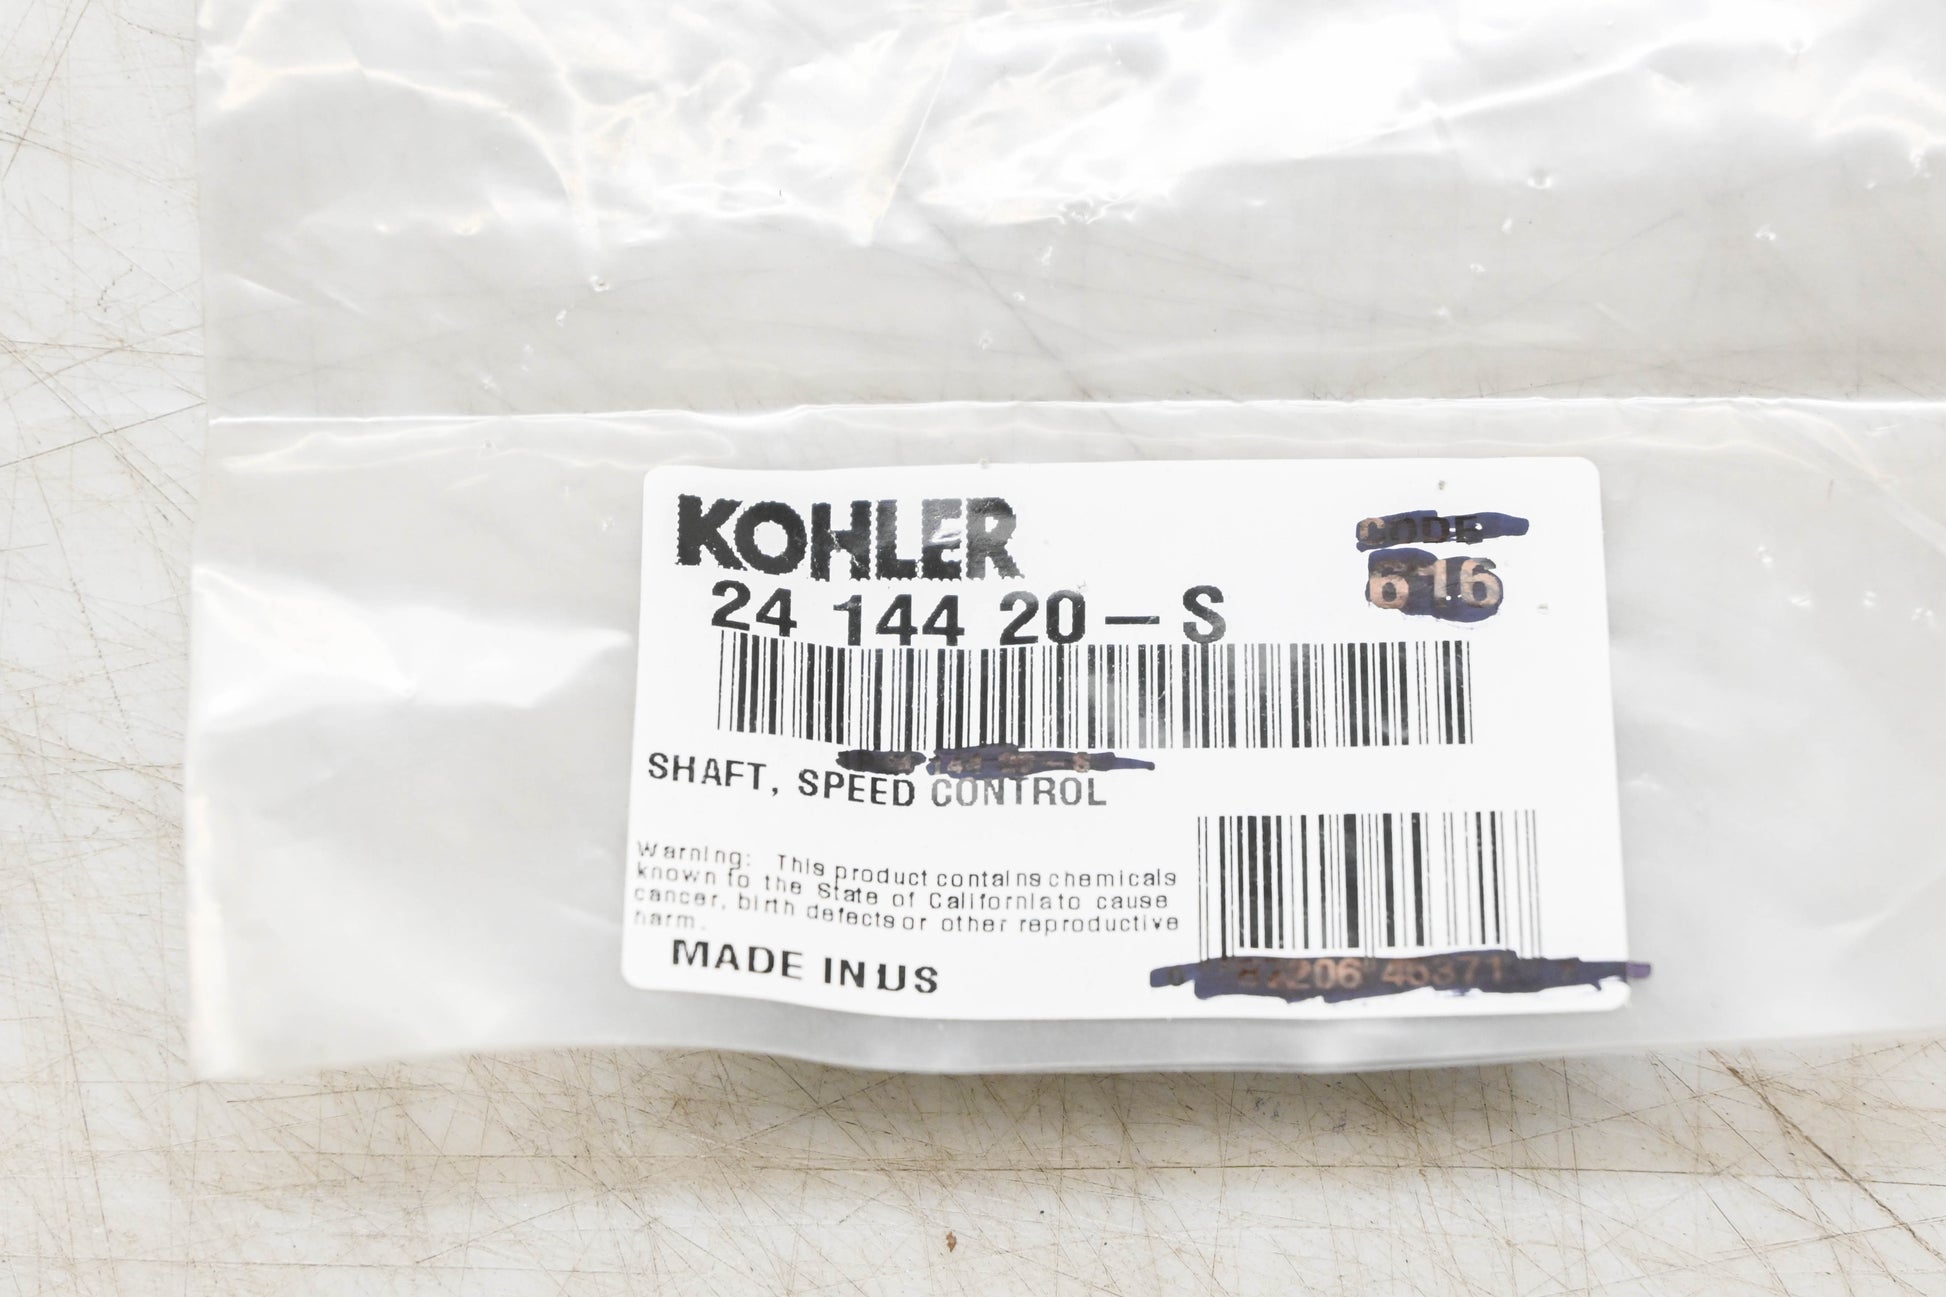 KOHLER
CODE
616
24 144 20-S
SHAFT, SPEED CONTROL
Warning: This product contains chemicals
known to the State of California to cause
cancer, birth defects or other reproductive
harm.
MADE IN US